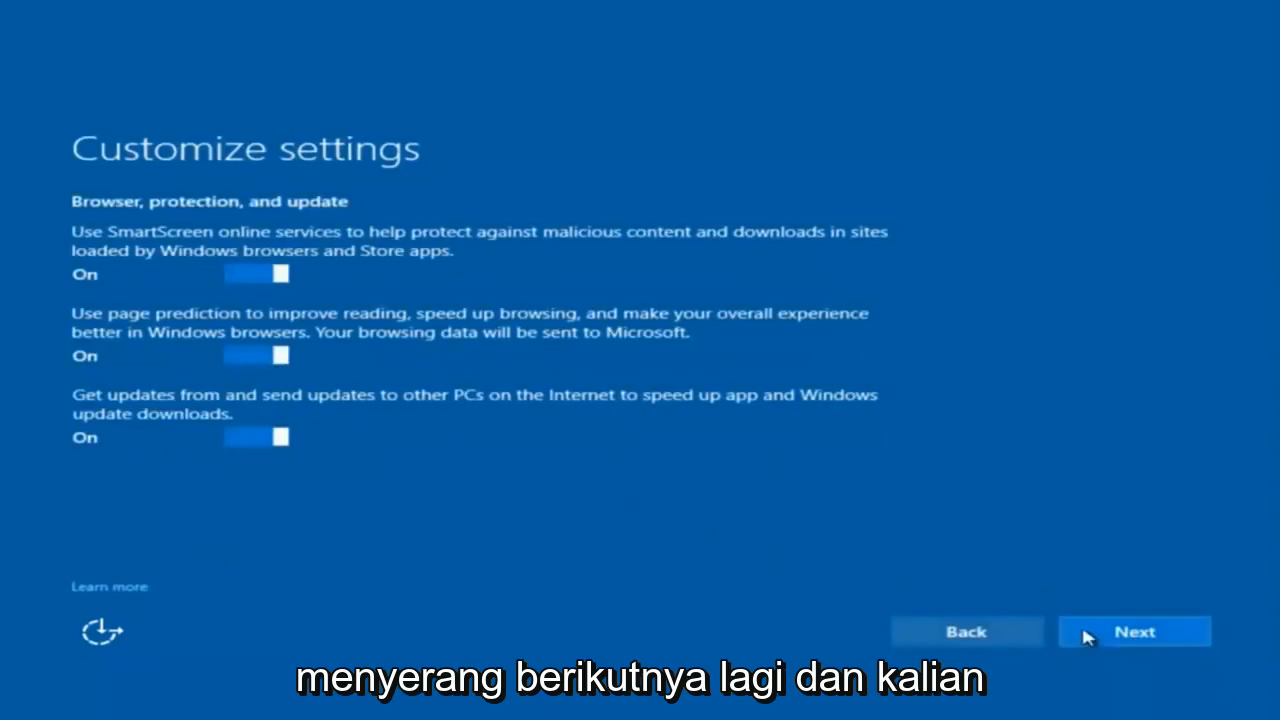 Customize settings
Browser, protection, and update
Use SmartScreen online services to help protect against malicious content and downloads in sites
loaded by Windows browsers and Store apps.
On
Use page prediction to improve reading, speed up browsing, and make your overall experience
better in Windows browsers. Your browsing data will be sent to Microsoft.
On
Get updates from and send updates to other PCs on the Internet to speed up app and Windows
update downloads.
On
Learn more
Back
Next
menyerang berikutnya lagi dan kalian